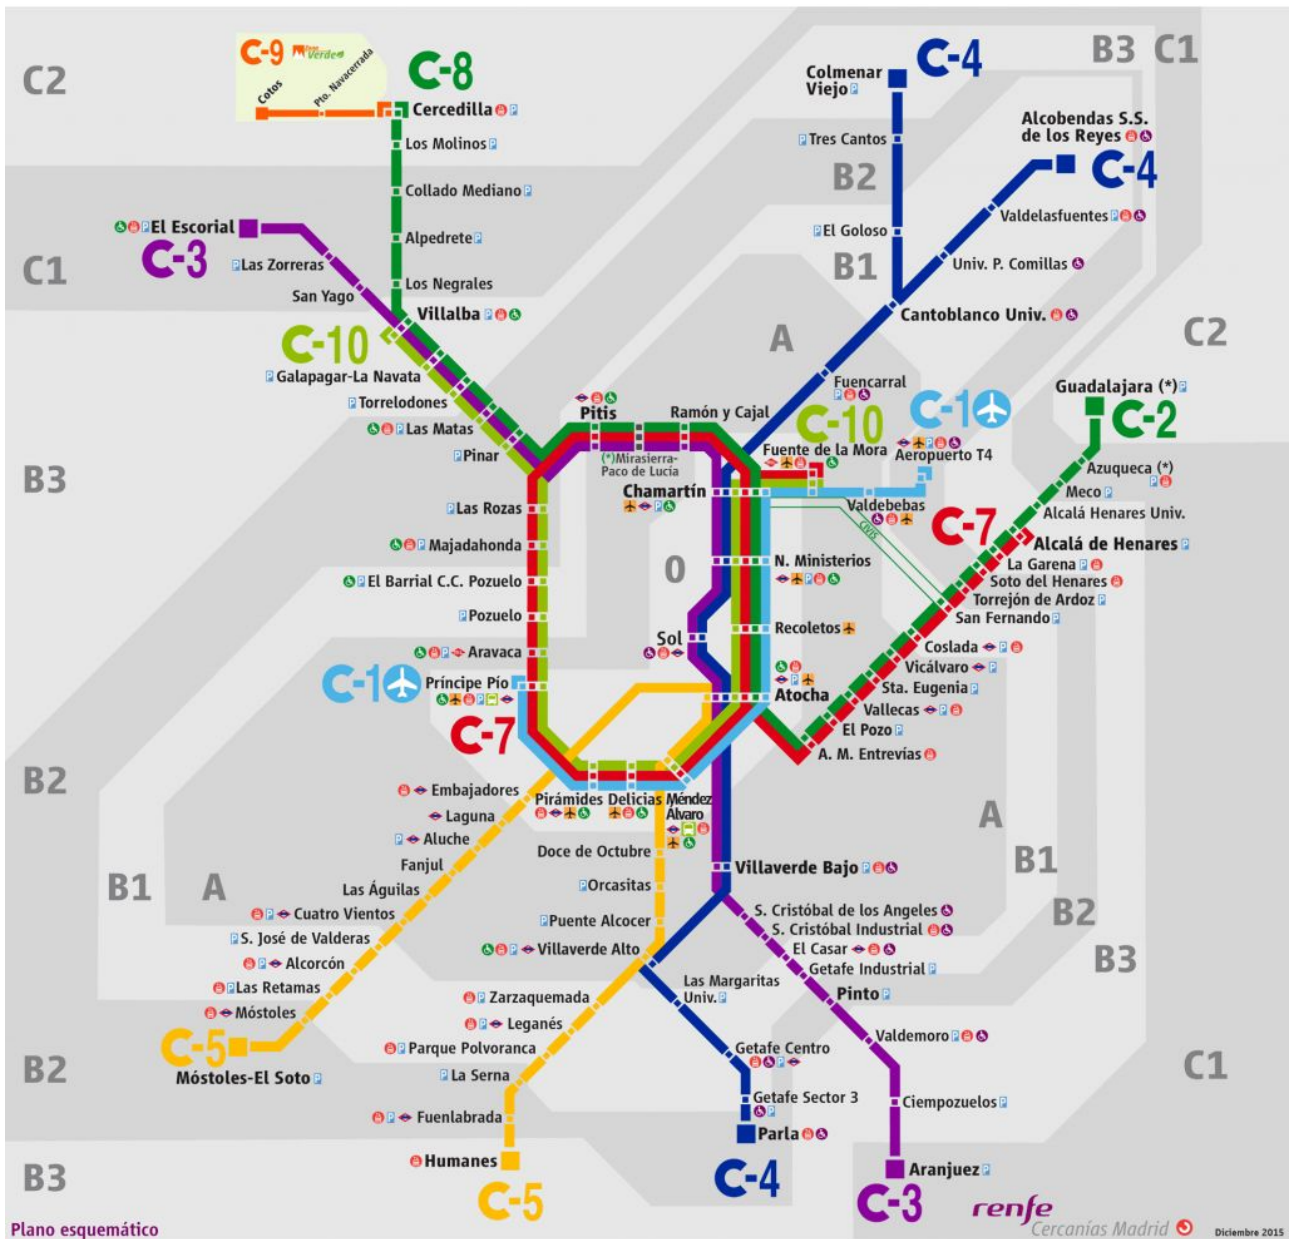 C2
C-9
Zona
Verde
Cotos
Pto. Navacerrada
C-8
Cercedilla
Los Molinos
Collado Mediano
Alpedrete
Los Negrales
Villalba
El Escorial
C-3
Las Zorreras
San Yago
C1
C-10
Galapagar-La Navata
Torrelodones
Las Matas
Pinar
B3
C-4
Colmenar
Viejo
Tres Cantos
B2
El Goloso
B1
B3
C1
Alcobendas S.S.
de los Reyes
C-4
Valdelasfuentes
Univ. P. Comillas
Cantoblanco Univ.
C2
A
Fuencarral
Pitis
Ramón y Cajal
(*)Mirasierra-
Paco de Lucía
C-10
Fuente de la Mora
C-1
Aeropuerto T4
Chamartín
Valdebebas
CIVIS
Guadalajara (*)
C-2
Azuqueca (*)
Meco
Alcalá Henares Univ.
C-7
Alcalá de Henares
La Garena
Soto del Henares
Torrejón de Ardoz
San Fernando
Coslada
Vicálvaro
Sta. Eugenia
Vallecas
El Pozo
A. M. Entrevías
Las Rozas
Majadahonda
El Barrial C.C. Pozuelo
Pozuelo
Aravaca
C-1
Príncipe Pío
C-7
0
N. Ministerios
Recoletos
Sol
Atocha
Pirámides
Delicias
Méndez
Álvaro
B2
Embajadores
Laguna
Aluche
Fanjul
Las Águilas
Cuatro Vientos
S. José de Valderas
Alcorcón
Las Retamas
Móstoles
C-5
Móstoles-El Soto
B1
A
B2
B3
Doce de Octubre
Orcasitas
Puente Alcocer
Villaverde Alto
Zarzaquemada
Leganés
Parque Polvoranca
La Serna
Fuenlabrada
Humanes
C-5
Las Margaritas
Univ.
Getafe Centro
Getafe Sector 3
Parla
C-4
Villaverde Bajo
S. Cristóbal de los Angeles
S. Cristóbal Industrial
El Casar
Getafe Industrial
Pinto
Valdemoro
Ciempozuelos
Aranjuez
C-3
A
B1
B2
B3
C1
renfe
Cercanías Madrid
Diciembre 2015
Plano esquemático